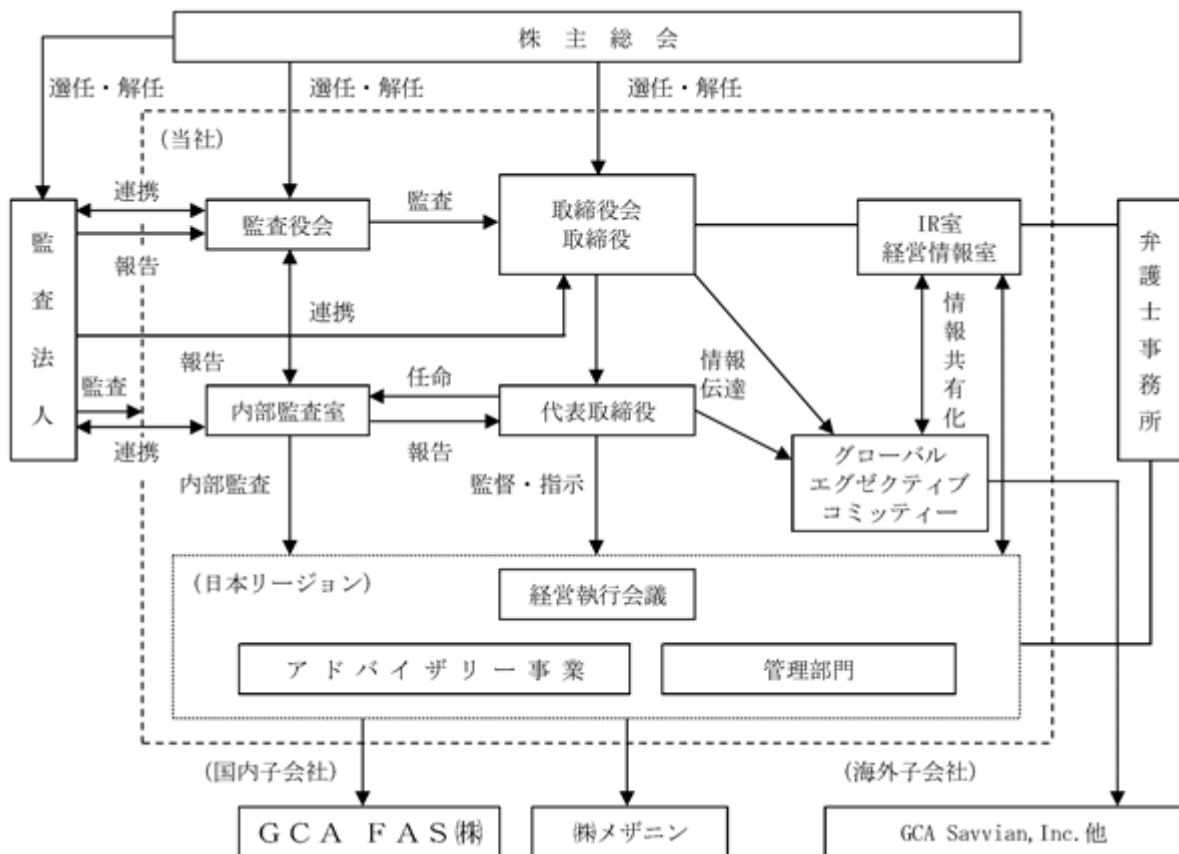 株主総会
選任・解任
選任・解任
選任・解任
(当社)
監査法人
連携
報告
監査役会
監査
取締役会
取締役
IR室
経営情報室
弁護士事務所
連携
報告
情報共有化
監査
連携
内部監査室
任命
報告
代表取締役
情報
伝達
グローバル
エグゼクティブ
コミッティー
内部監査
監督・指示
(日本リージョン)
経営執行会議
アドバイザリー事業
管理部門
(国内子会社)
(海外子会社)
GCA FAS㈱
㈱メザニン
GCA Savvian,Inc.他